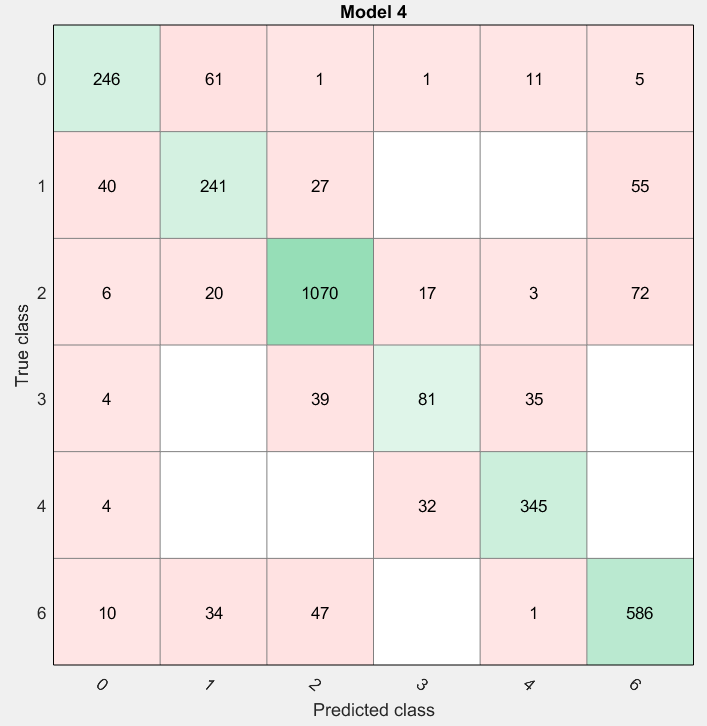 Model 4
0 246 61 1 1 11 5
1 40 241 27 55
2 6 20 1070 17 3 72
3 4 39 81 35
4 4 32 345
6 10 34 47 1 586
0 1 2 3 4 6
Predicted class
True class